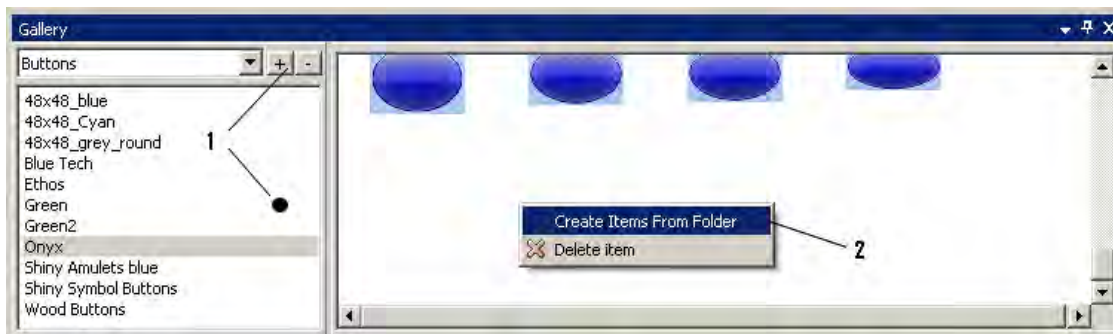 Gallery
Buttons
+ -
48x48_blue
48x48_Cyan
48x48_grey_round
Blue Tech
Ethos
Green
Green2
Onyx
Shiny Amulets blue
Shiny Symbol Buttons
Wood Buttons
1
Create Items From Folder
Delete item
2